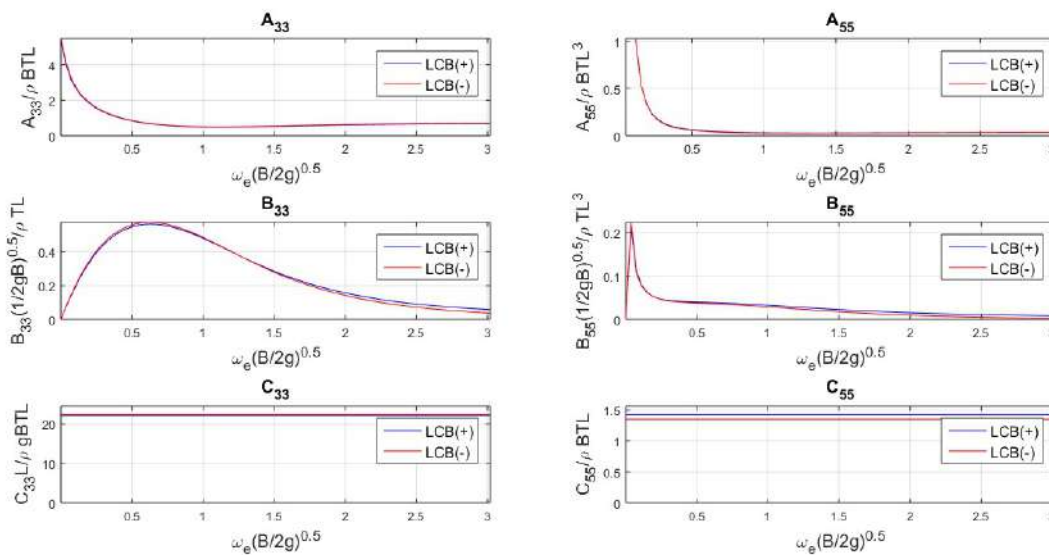 A33
A33/ρ BTL
4
2
0
LCB(+)
LCB(-)
0.5 1 1.5 2 2.5 3
ωe(B/2g)^0.5
A55
A55/ρ BTL^3
1
0.5
0
LCB(+)
LCB(-)
0.5 1 1.5 2 2.5 3
ωe(B/2g)^0.5
B33
B33(1/2gB)^0.5/ρ TL
0.4
0.2
0
LCB(+)
LCB(-)
0.5 1 1.5 2 2.5 3
ωe(B/2g)^0.5
B55
B55(1/2gB)^0.5/ρ TL^3
0.2
0.1
0
LCB(+)
LCB(-)
0.5 1 1.5 2 2.5 3
ωe(B/2g)^0.5
C33
C33L/ρ gBTL
20
10
0
LCB(+)
LCB(-)
0.5 1 1.5 2 2.5 3
ωe(B/2g)^0.5
C55
C55/ρ BTL
1.5
1
0.5
0
LCB(+)
LCB(-)
0.5 1 1.5 2 2.5 3
ωe(B/2g)^0.5